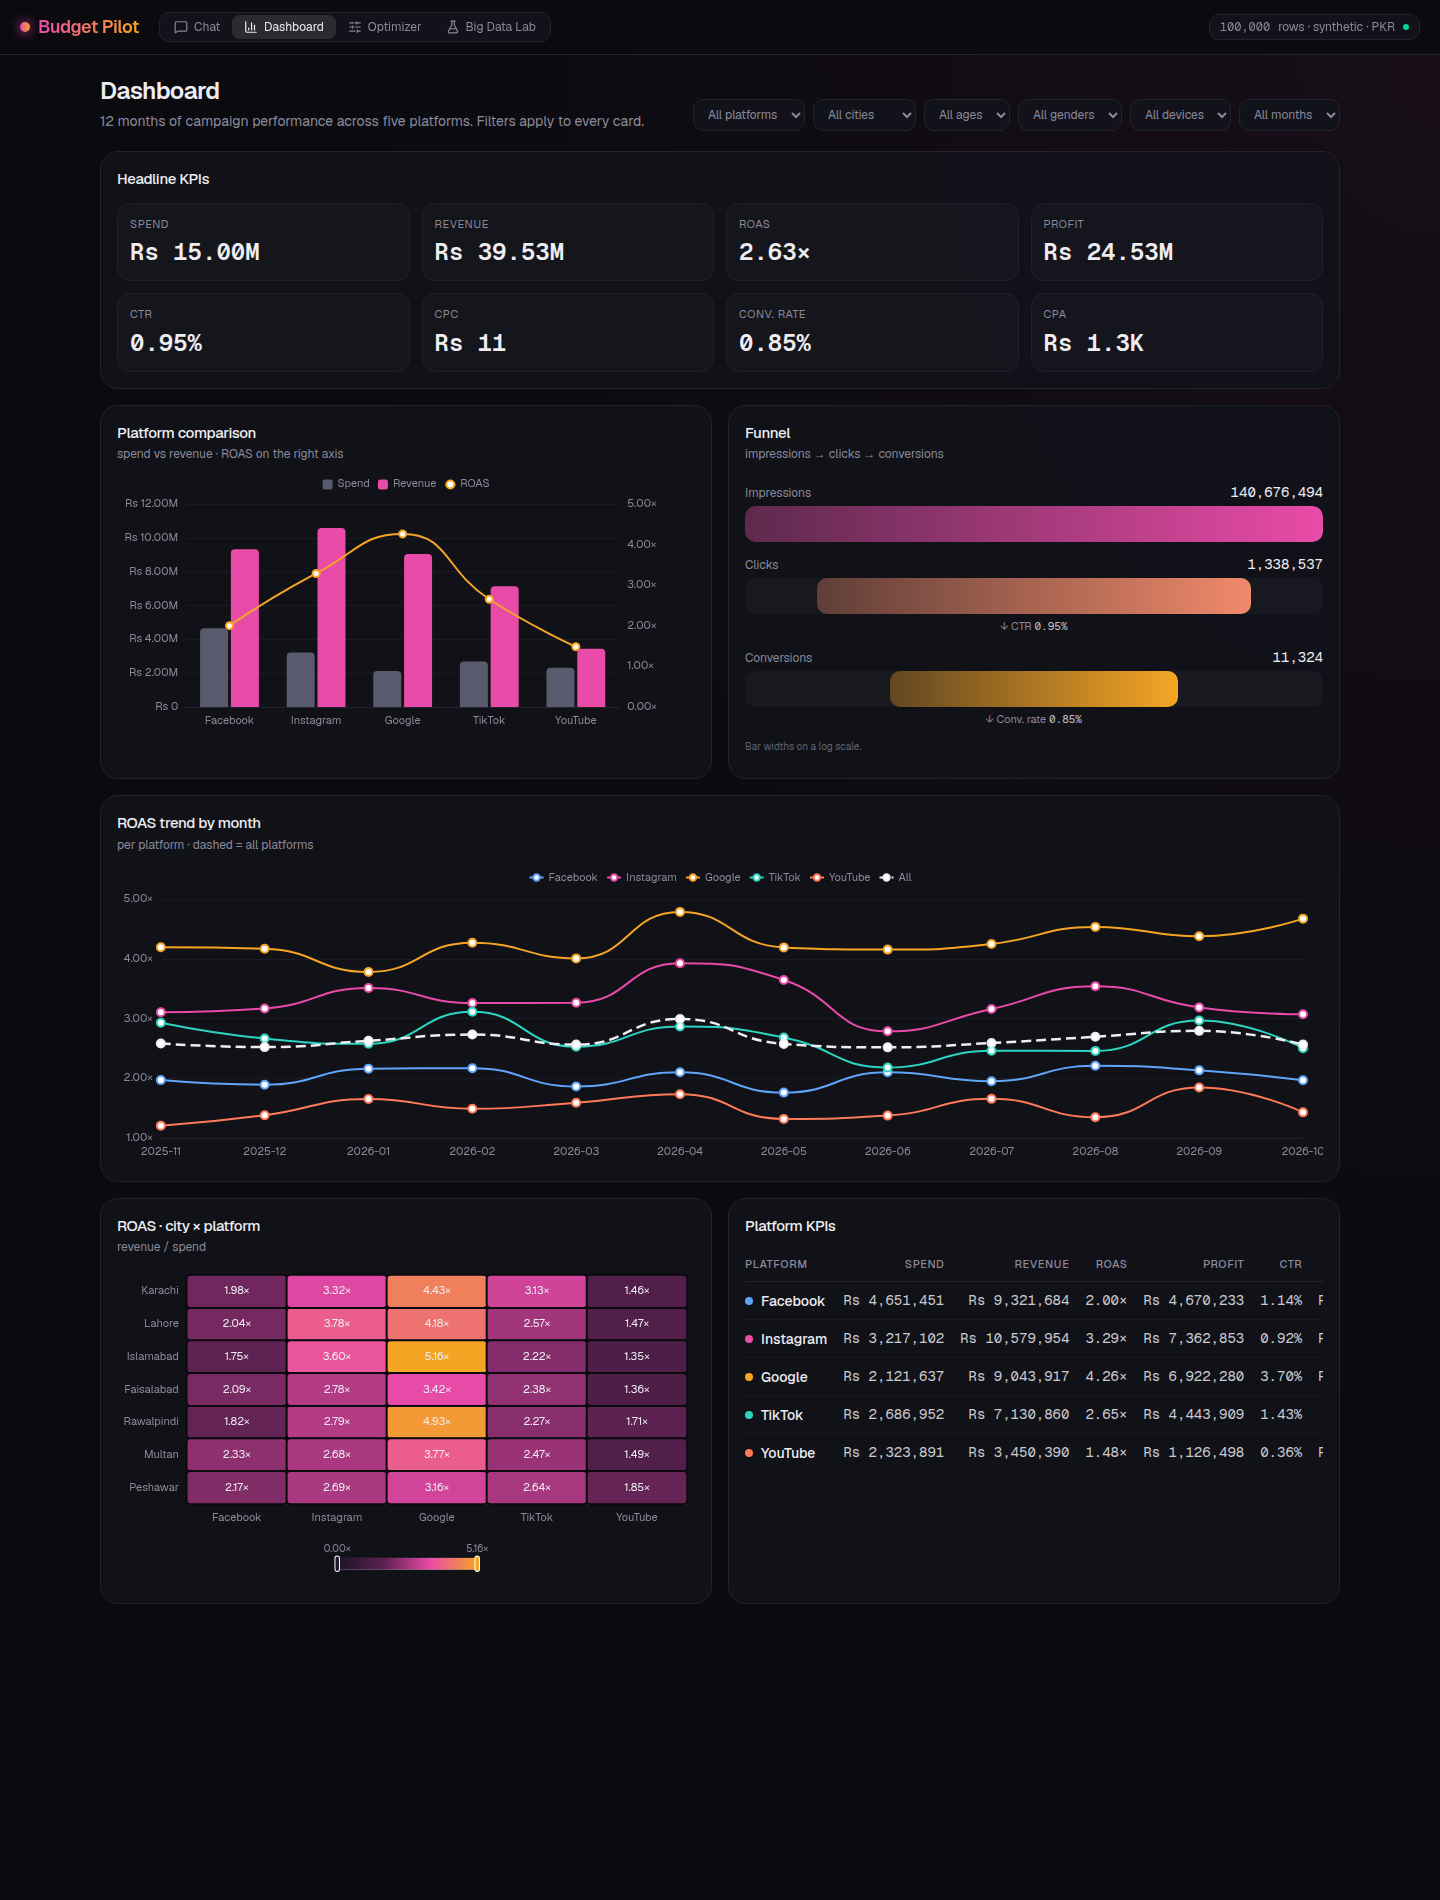 Budget Pilot
Chat
Dashboard
Optimizer
Big Data Lab
100,000 rows · synthetic · PKR
Dashboard
12 months of campaign performance across five platforms. Filters apply to every card.
All platforms
All cities
All ages
All genders
All devices
All months
Headline KPIs
SPEND
Rs 15.00M
REVENUE
Rs 39.53M
ROAS
2.63×
PROFIT
Rs 24.53M
CTR
0.95%
CPC
Rs 11
CONV. RATE
0.85%
CPA
Rs 1.3K
Platform comparison
spend vs revenue · ROAS on the right axis
Spend Revenue ROAS
Rs 12.00M 5.00×
Rs 10.00M 4.00×
Rs 8.00M 3.00×
Rs 6.00M 2.00×
Rs 4.00M 1.00×
Rs 2.00M 0.00×
Rs 0
Facebook Instagram Google TikTok YouTube
Funnel
impressions → clicks → conversions
Impressions 140,676,494
Clicks 1,338,537
↓ CTR 0.95%
Conversions 11,324
↓ Conv. rate 0.85%
Bar widths on a log scale.
ROAS trend by month
per platform · dashed = all platforms
Facebook Instagram Google TikTok YouTube All
5.00×
4.00×
3.00×
2.00×
1.00×
2025-11 2025-12 2026-01 2026-02 2026-03 2026-04 2026-05 2026-06 2026-07 2026-08 2026-09 2026-10
ROAS · city × platform
revenue / spend
Karachi 1.98× 3.32× 4.43× 3.13× 1.46×
Lahore 2.04× 3.78× 4.18× 2.57× 1.47×
Islamabad 1.75× 3.60× 5.16× 2.22× 1.35×
Faisalabad 2.09× 2.78× 3.42× 2.38× 1.36×
Rawalpindi 1.82× 2.79× 4.93× 2.27× 1.71×
Multan 2.33× 2.68× 3.77× 2.47× 1.49×
Peshawar 2.17× 2.69× 3.16× 2.64× 1.85×
Facebook Instagram Google TikTok YouTube
0.00× 5.16×
Platform KPIs
PLATFORM SPEND REVENUE ROAS PROFIT CTR
Facebook Rs 4,651,451 Rs 9,321,684 2.00× Rs 4,670,233 1.14%
Instagram Rs 3,217,102 Rs 10,579,954 3.29× Rs 7,362,853 0.92%
Google Rs 2,121,637 Rs 9,043,917 4.26× Rs 6,922,280 3.70%
TikTok Rs 2,686,952 Rs 7,130,860 2.65× Rs 4,443,909 1.43%
YouTube Rs 2,323,891 Rs 3,450,390 1.48× Rs 1,126,498 0.36%